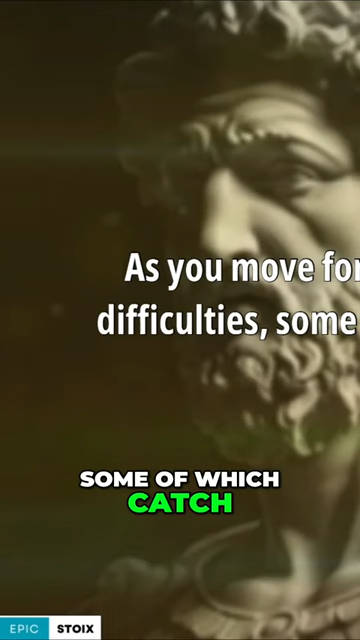 As you move for
difficulties, some
SOME OF WHICH
CATCH
EPIC STOIX